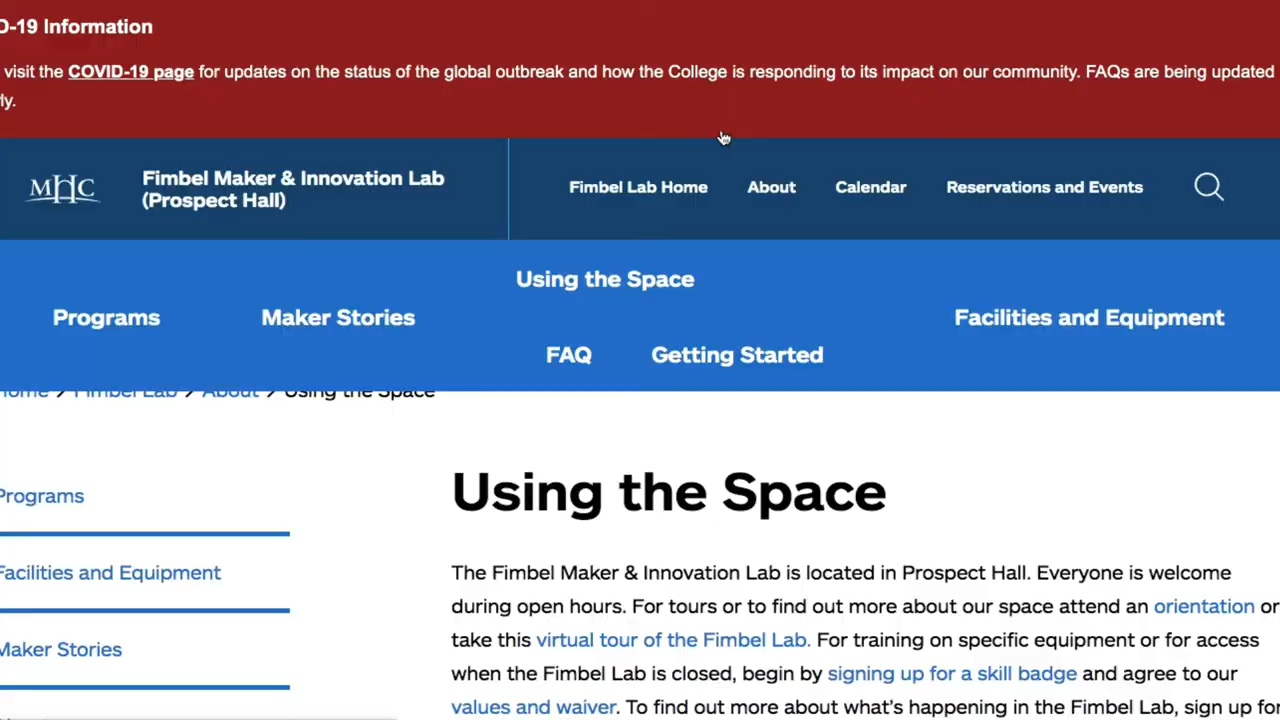 D-19 Information
visit the COVID-19 page for updates on the status of the global outbreak and how the College is responding to its impact on our community. FAQs are being updated
ly.
MHC
Fimbel Maker & Innovation Lab
(Prospect Hall)
Fimbel Lab Home
About
Calendar
Reservations and Events
Using the Space
Programs
Maker Stories
Facilities and Equipment
FAQ
Getting Started
Home > Fimbel Lab > About > Using the Space
Programs
Facilities and Equipment
Maker Stories
Using the Space
The Fimbel Maker & Innovation Lab is located in Prospect Hall. Everyone is welcome
during open hours. For tours or to find out more about our space attend an orientation or
take this virtual tour of the Fimbel Lab. For training on specific equipment or for access
when the Fimbel Lab is closed, begin by signing up for a skill badge and agree to our
values and waiver. To find out more about what's happening in the Fimbel Lab, sign up for